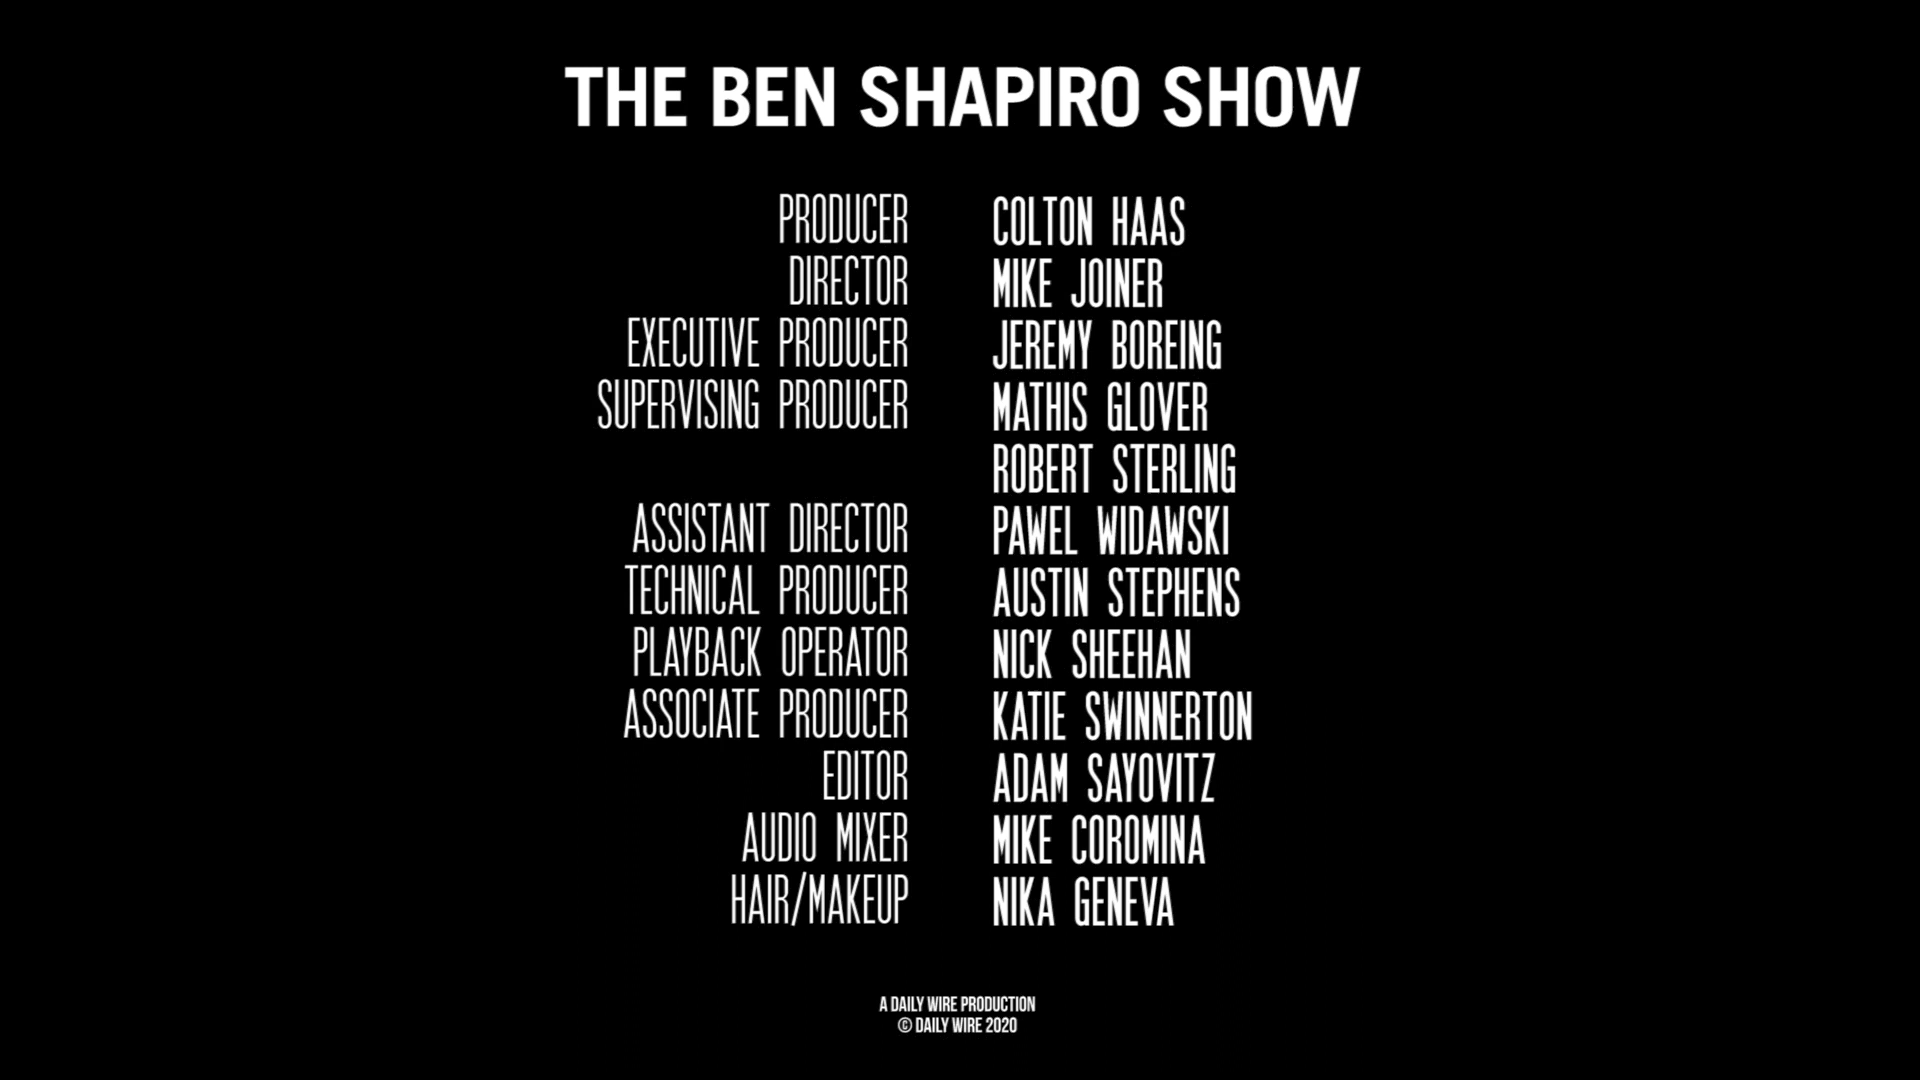 THE BEN SHAPIRO SHOW
PRODUCER COLTON HAAS
DIRECTOR MIKE JOINER
EXECUTIVE PRODUCER JEREMY BOREING
SUPERVISING PRODUCER MATHIS GLOVER
ROBERT STERLING
ASSISTANT DIRECTOR PAWEL WIDAWSKI
TECHNICAL PRODUCER AUSTIN STEPHENS
PLAYBACK OPERATOR NICK SHEEHAN
ASSOCIATE PRODUCER KATIE SWINNERTON
EDITOR ADAM SAYOVITZ
AUDIO MIXER MIKE COROMINA
HAIR/MAKEUP NIKA GENEVA
A DAILY WIRE PRODUCTION
© DAILY WIRE 2020